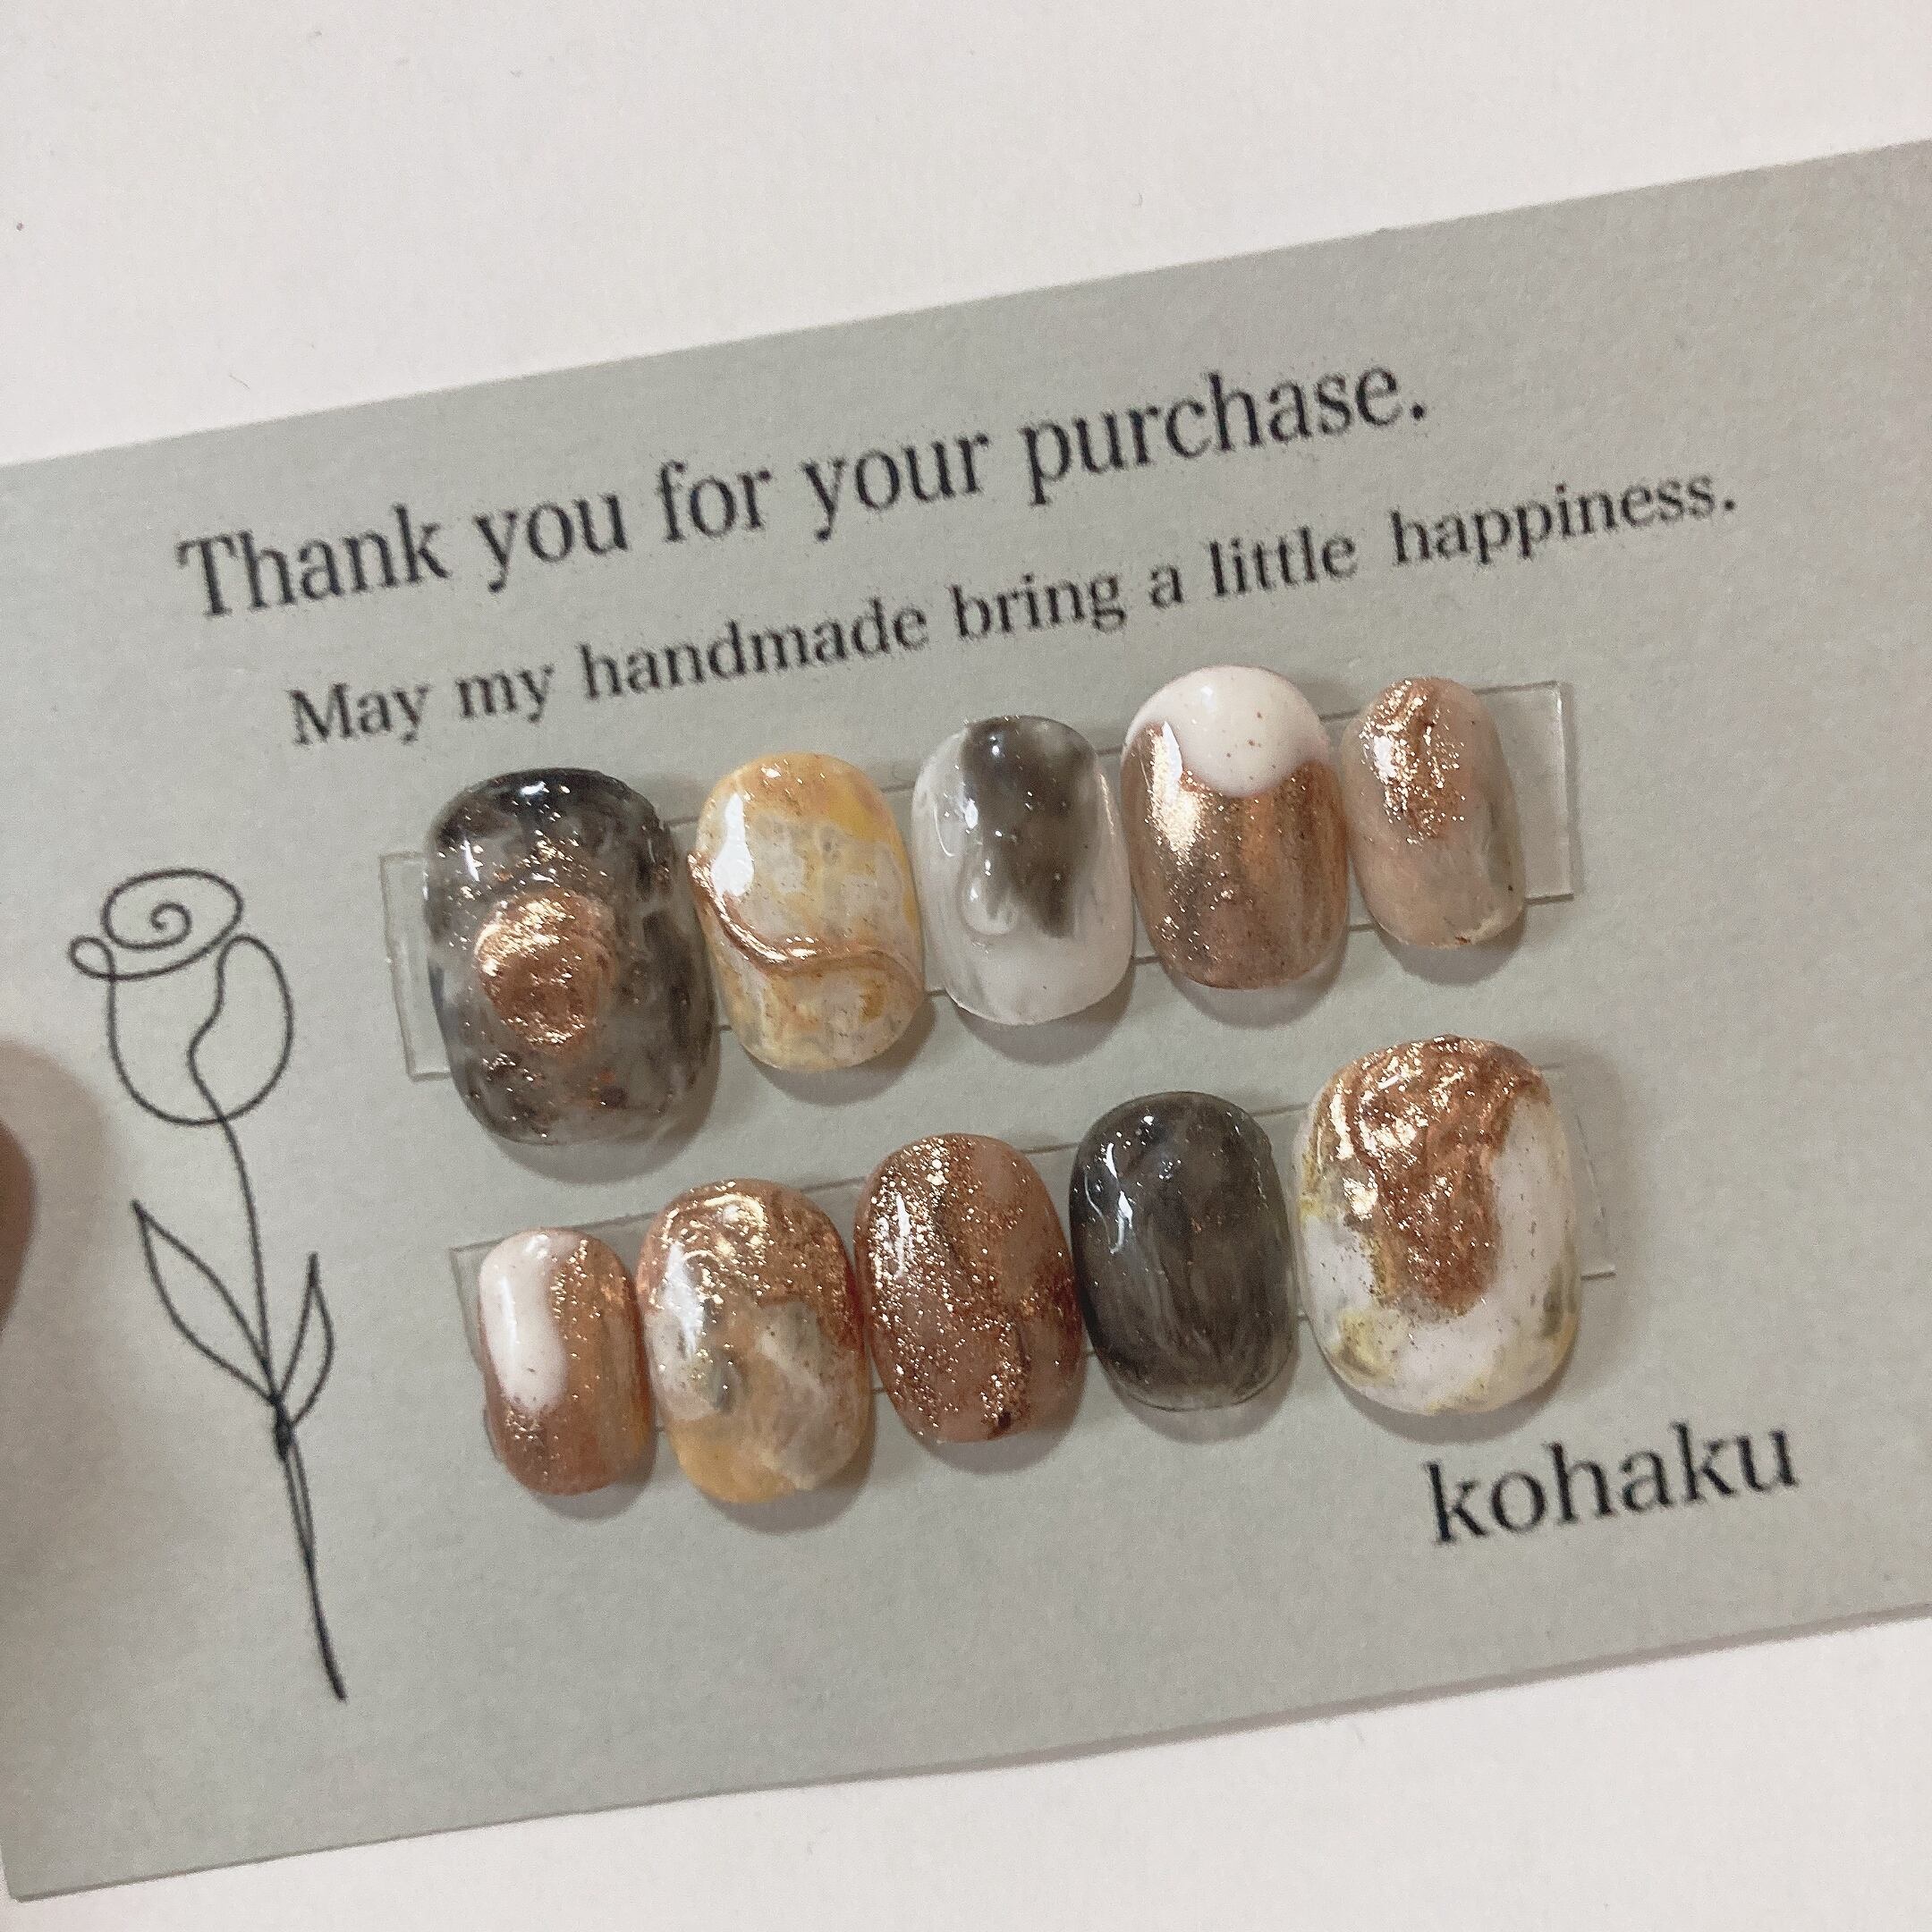 Thank you for your purchase.
May my handmade bring a little happiness.
kohaku